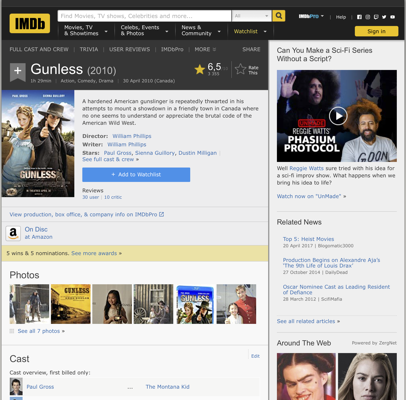 IMDb
Find Movies, TV shows, Celebrities and more...
All
IMDbPro
Help
Movies, TV
& Showtimes
Celebs, Events
& Photos
News &
Community
Watchlist
Sign in
FULL CAST AND CREW | TRIVIA | USER REVIEWS | IMDbPro | MORE
SHARE
Gunless (2010)
1h 29min | Action, Comedy, Drama | 30 April 2010 (Canada)
6,5
Rate
This
GUNLESS
A hardened American gunslinger is repeatedly thwarted in his
attempts to mount a showdown in a friendly town in Canada where
no one seems to understand or appreciate the brutal code of the
American Wild West.
Director: William Phillips
Writer: William Phillips
Stars: Paul Gross, Sienna Guillory, Dustin Milligan |
See full cast & crew »
+ Add to Watchlist
Reviews
30 user | 10 critic
View production, box office, & company info on IMDbPro
a
On Disc
at Amazon
5 wins & 5 nominations. See more awards »
Photos
GUNLESS
GUNLESS
See all 7 photos »
Cast
Edit
Cast overview, first billed only:
Paul Gross ... The Montana Kid
Can You Make a Sci-Fi Series
Without a Script?
REGGIE WATTS'
PHASIUM
PROTOCOL
Well Reggie Watts sure tried with his idea for
a sci-fi improv show. What happens when we
bring his idea to life?
Watch now on "UnMade" »
Related News
Top 5: Heist Movies
20 April 2017 | Blogomatic3000
Production Begins on Alexandre Aja's
'The 9th Life of Louis Drax'
27 October 2014 | DailyDead
Oscar Nominee Cast as Leading Resident
of Defiance
28 March 2012 | SciFiMafia
See all related articles »
Around The Web
Powered by ZergNet